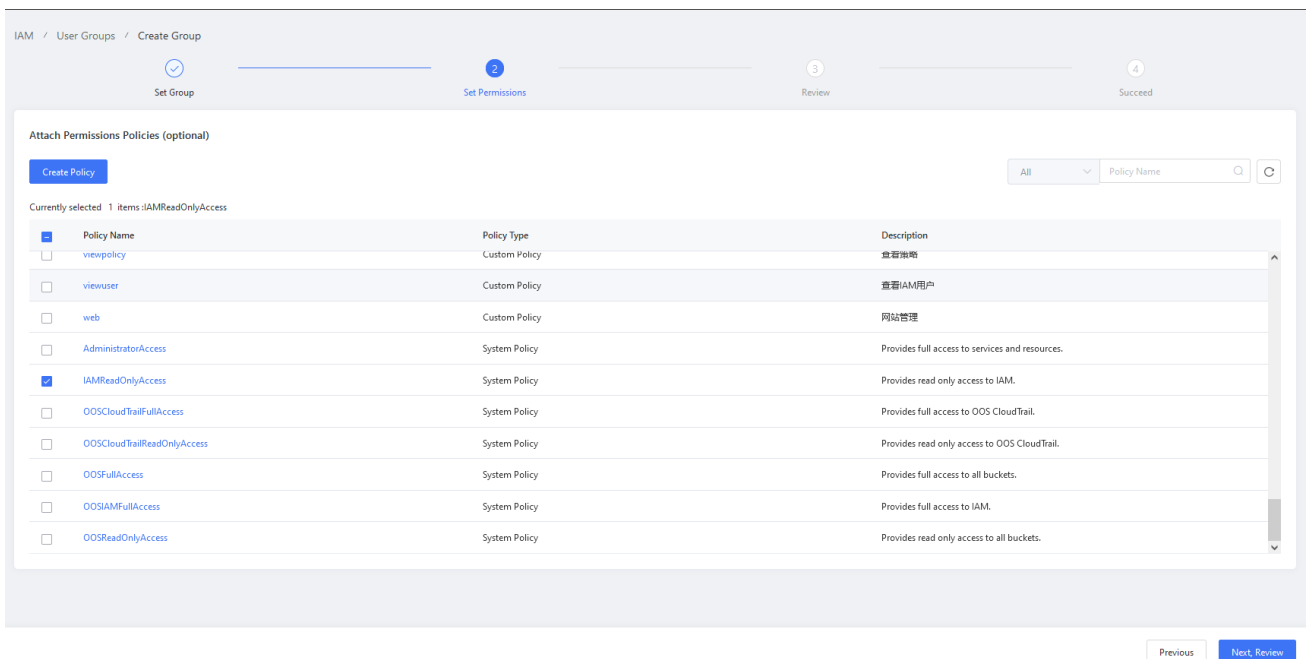 IAM / User Groups / Create Group
2 3 4
Set Group Set Permissions Review Succeed
Attach Permissions Policies (optional)
Create Policy All Policy Name
Currently selected 1 items :IAMReadOnlyAccess
Policy Name Policy Type Description
viewpolicy Custom Policy 查看策略
viewuser Custom Policy 查看IAM用户
web Custom Policy 网站管理
AdministratorAccess System Policy Provides full access to services and resources.
IAMReadOnlyAccess System Policy Provides read only access to IAM.
OOSCloudTrailFullAccess System Policy Provides full access to OOS CloudTrail.
OOSCloudTrailReadOnlyAccess System Policy Provides read only access to OOS CloudTrail.
OOSFullAccess System Policy Provides full access to all buckets.
OOSIAMFullAccess System Policy Provides full access to IAM.
OOSReadOnlyAccess System Policy Provides read only access to all buckets.
Previous Next, Review